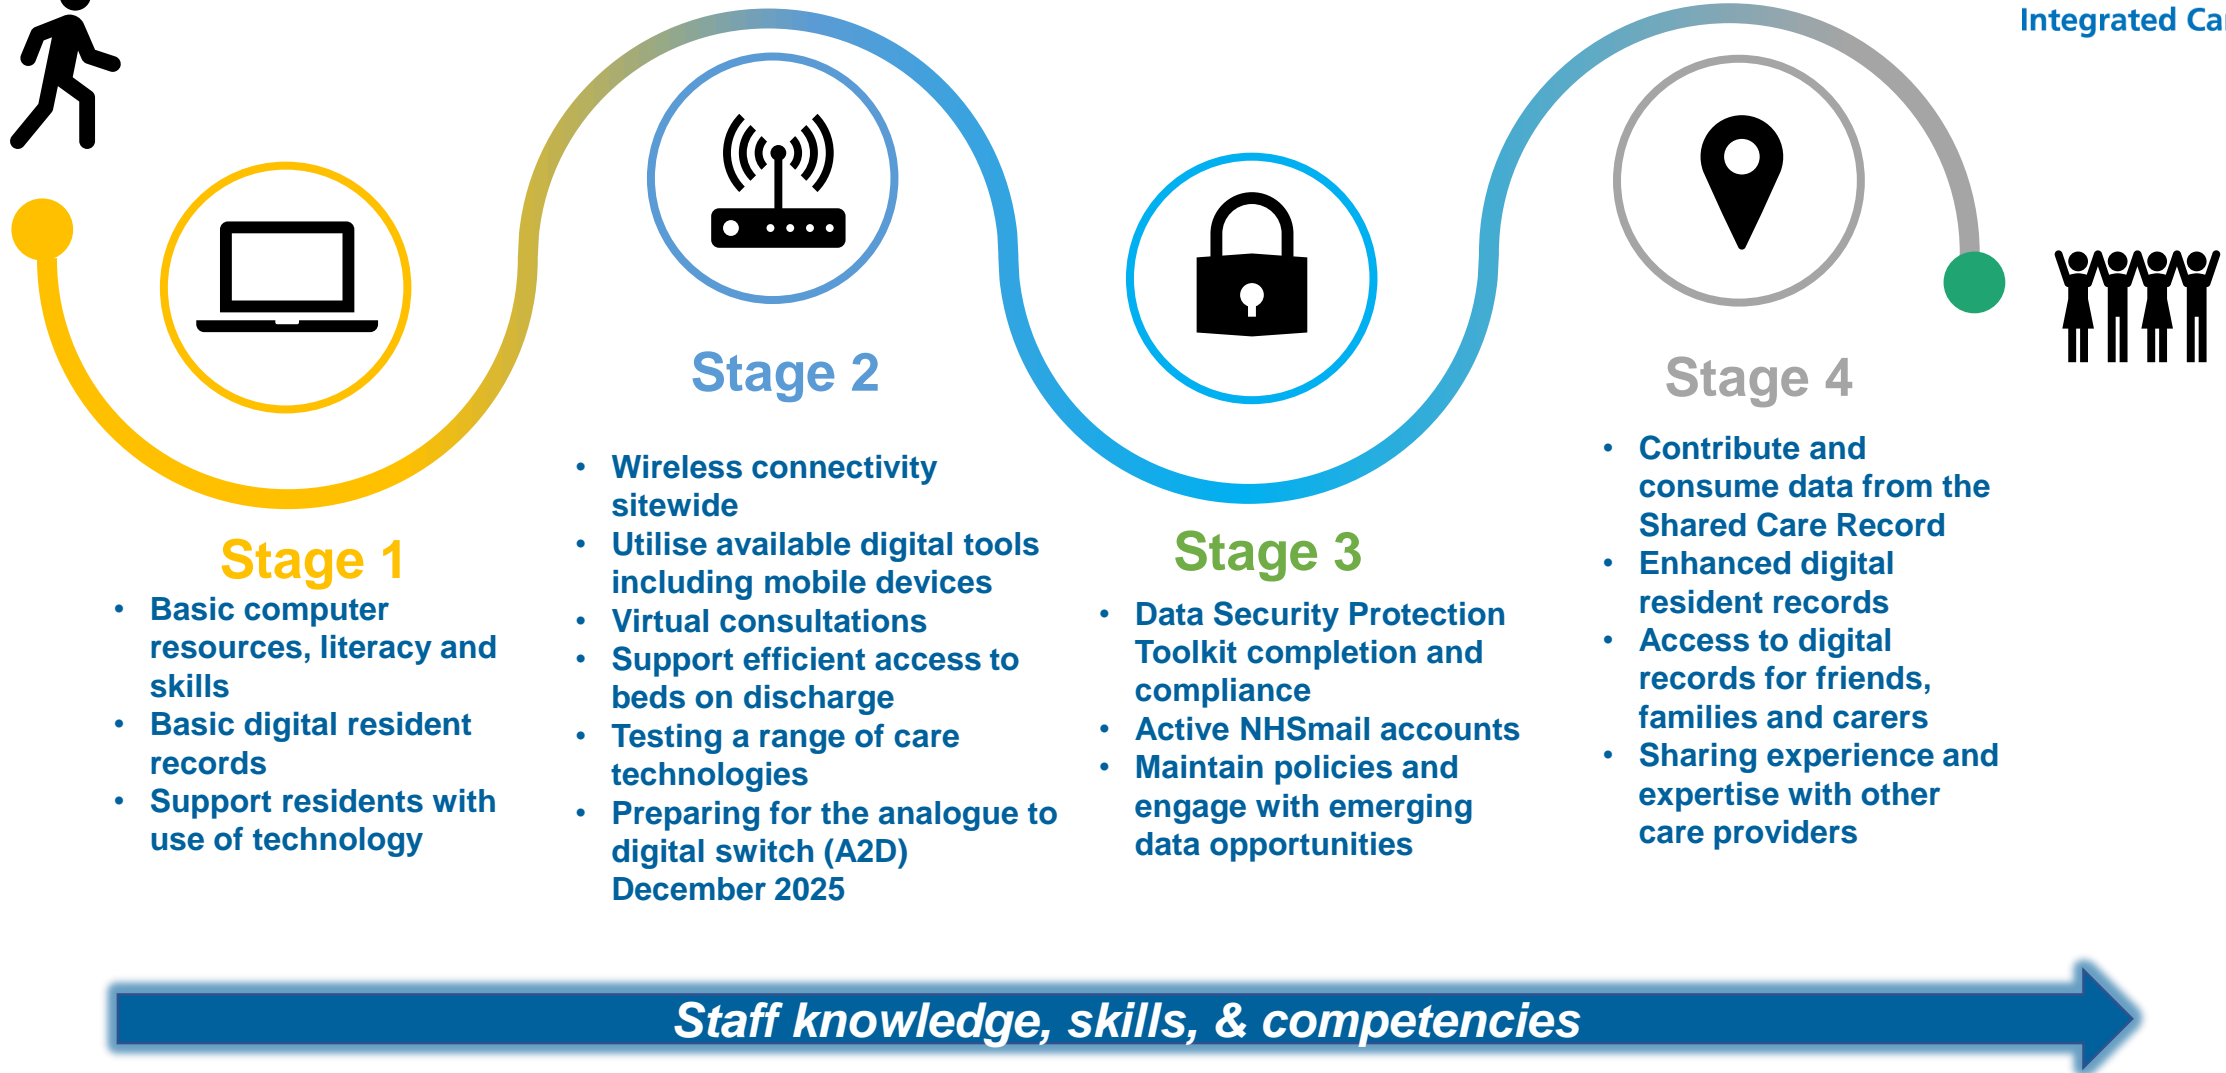 Integrated
Stage 1
• Basic computer
resources, literacy and
skills
• Basic digital resident
records
• Support residents with
use of technology
Stage 2
• Wireless connectivity
sitewide
• Utilise available digital tools
including mobile devices
• Virtual consultations
• Support efficient access to
beds on discharge
• Testing a range of care
technologies
• Preparing for the analogue to
digital switch (A2D)
December 2025
Stage 3
• Data Security Protection
Toolkit completion and
compliance
• Active NHSmail accounts
• Maintain policies and
engage with emerging
data opportunities
Stage 4
• Contribute and
consume data from the
Shared Care Record
• Enhanced digital
resident records
• Access to digital
records for friends,
families and carers
• Sharing experience and
expertise with other
care providers
Staff knowledge, skills, & competencies